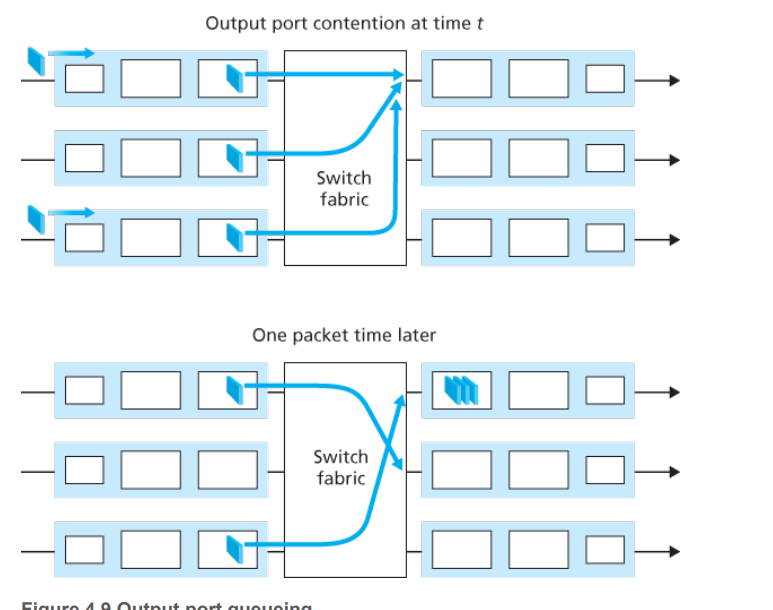 Output port contention at time t
Switch
fabric
One packet time later
Switch
fabric
Figure 4.9 Output port queueing